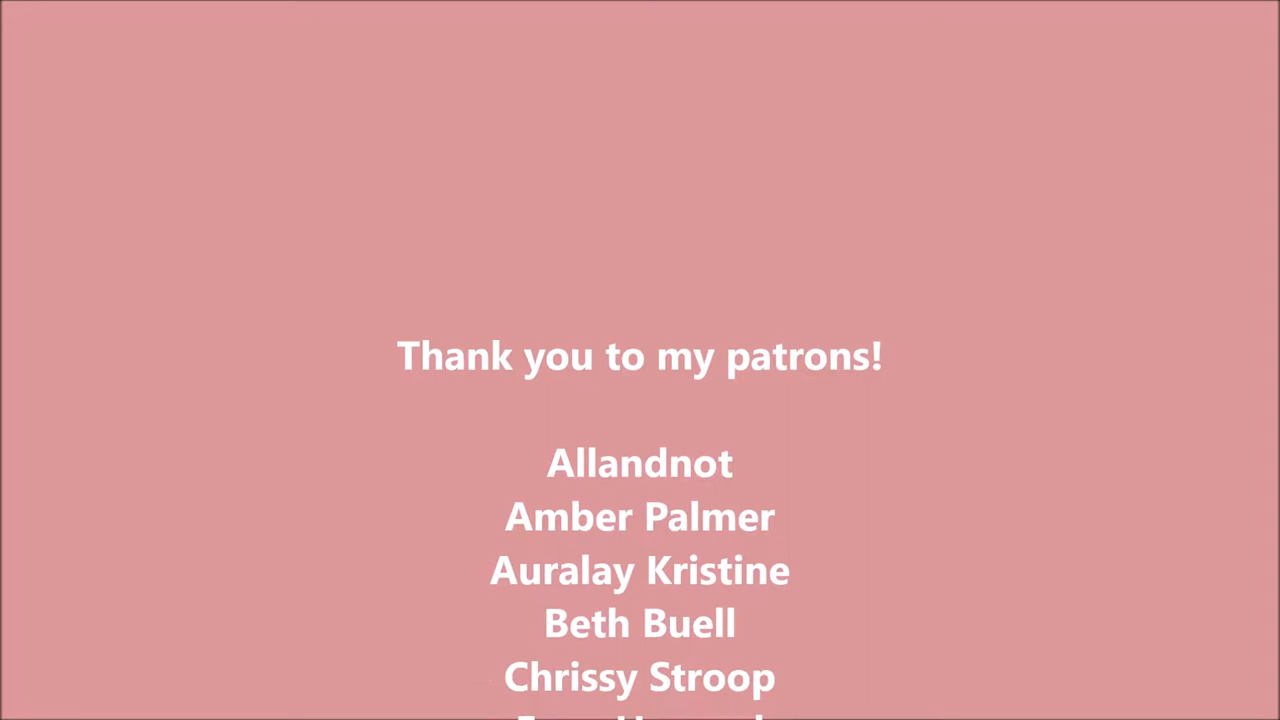 Thank you to my patrons!
Allandnot
Amber Palmer
Auralay Kristine
Beth Buell
Chrissy Stroop